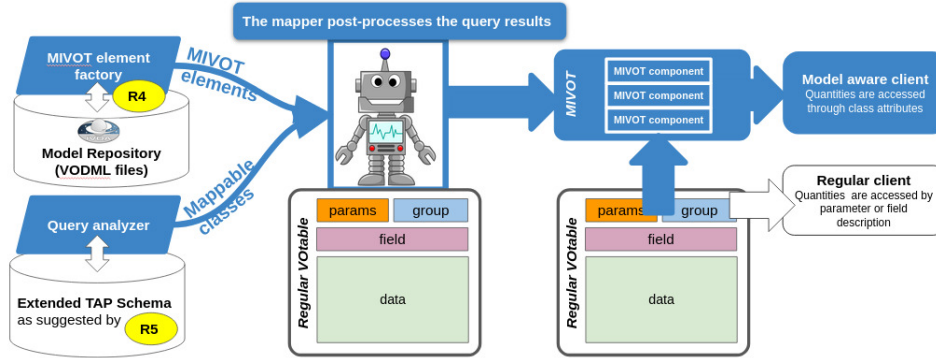 The mapper post-processes the query results
MIVOT element
factory
R4
Model Repository
(VODML files)
MIVOT
elements
Mappable
classes
Query analyzer
Extended TAP Schema
as suggested by
R5
Regular VOtable
params
group
field
data
MIVOT
MIVOT component
MIVOT component
MIVOT component
Regular VOtable
params
group
field
data
Model aware client
Quantities are accessed
through class attributes
Regular client
Quantities are accessed by
parameter or field
description